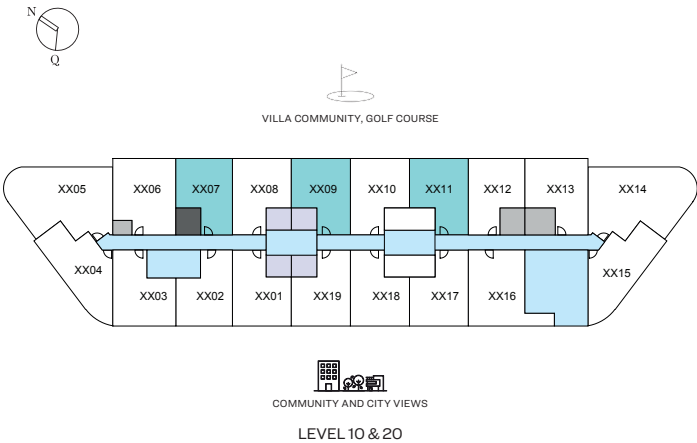 N
Q
VILLA COMMUNITY, GOLF COURSE
XX05
XX06
XX07
XX08
XX09
XX10
XX11
XX12
XX13
XX14
XX04
XX03
XX02
XX01
XX19
XX18
XX17
XX16
XX15
COMMUNITY AND CITY VIEWS
LEVEL 10 & 20